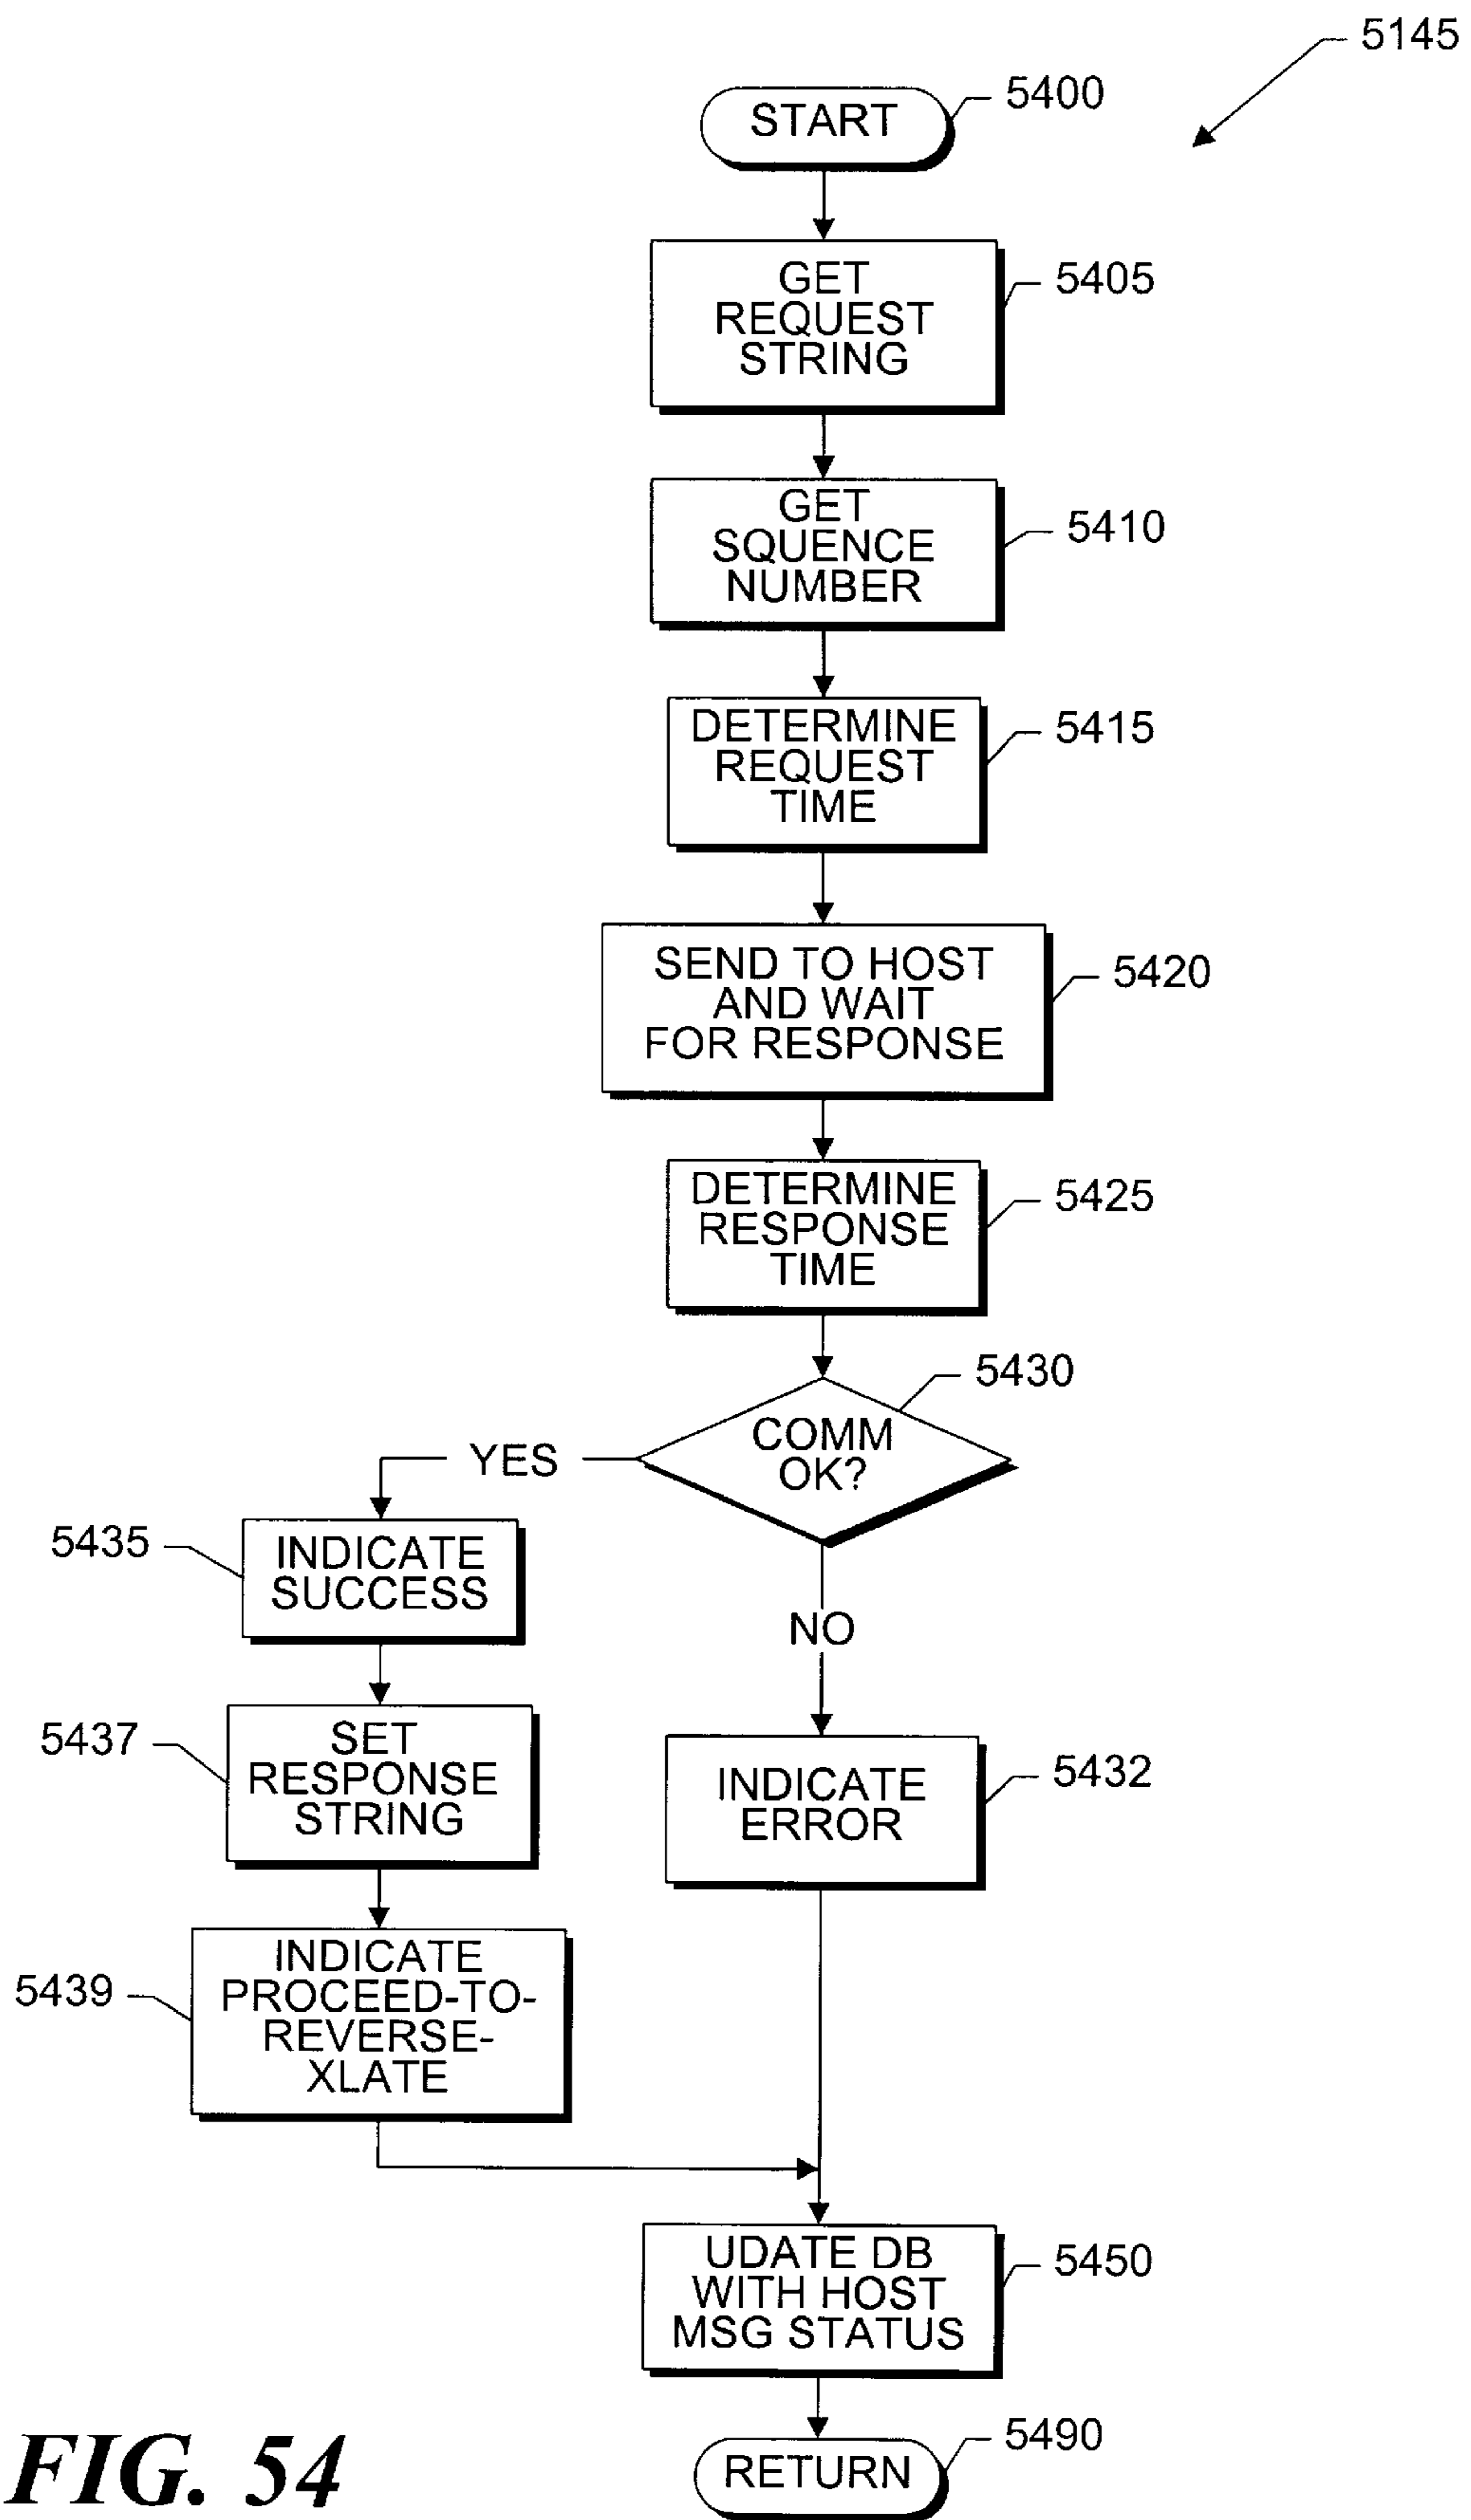 5145
START
5400
GET
REQUEST
STRING
5405
GET
SQUENCE
NUMBER
5410
DETERMINE
REQUEST
TIME
5415
SEND TO HOST
AND WAIT
FOR RESPONSE
5420
DETERMINE
RESPONSE
TIME
5425
COMM
OK?
5430
YES
NO
5435
INDICATE
SUCCESS
5437
SET
RESPONSE
STRING
INDICATE
ERROR
5432
5439
INDICATE
PROCEED-TO-
REVERSE-
XLATE
UDATE DB
WITH HOST
MSG STATUS
5450
RETURN
5490
FIG. 54